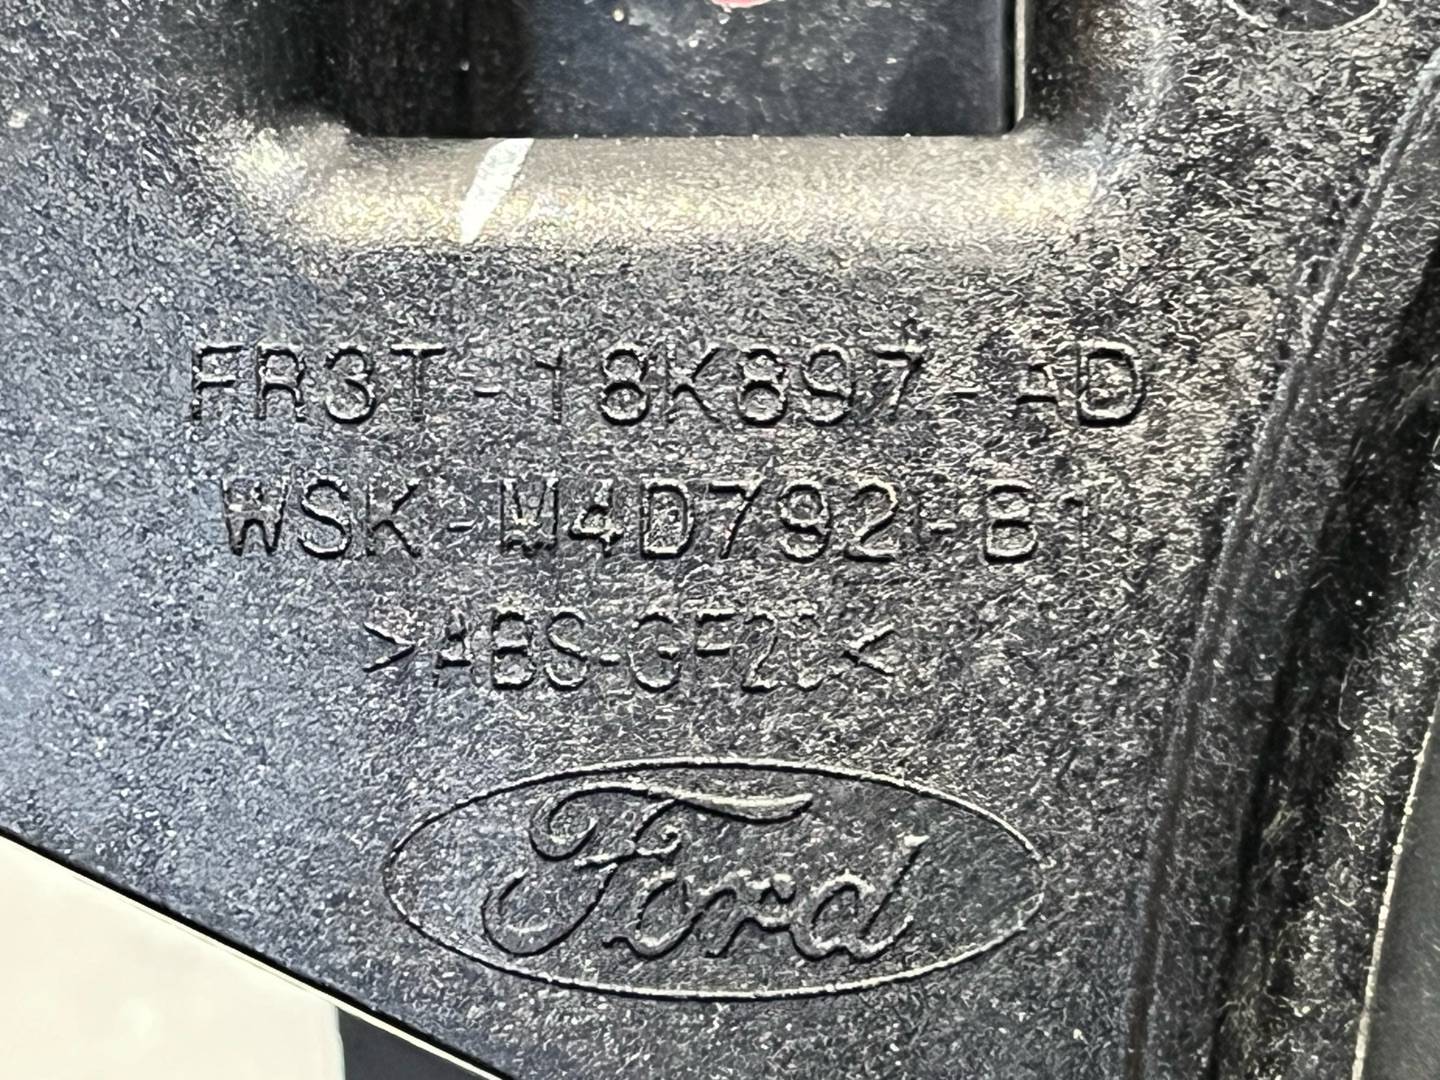 FR3T-18K897-AD
WSK-M4D792-B1
>ABS-GF20<
Ford